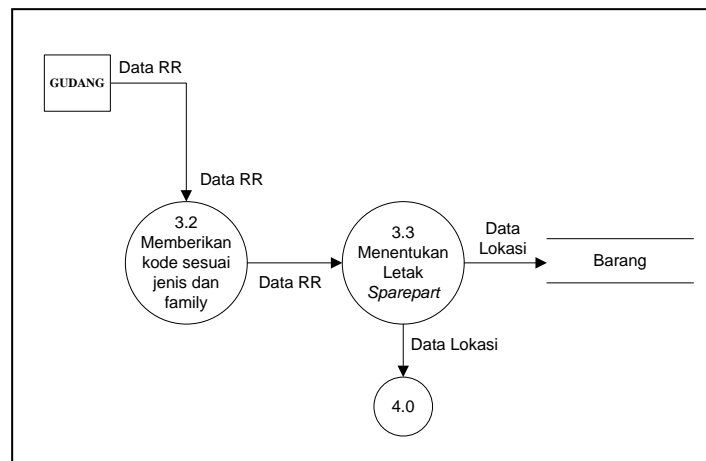 Data RR
GUDANG
Data RR
3.2
Memberikan
kode sesuai
jenis dan
family
Data RR
3.3
Menentukan
Letak
Sparepart
Data
Lokasi
Barang
Data Lokasi
4.0